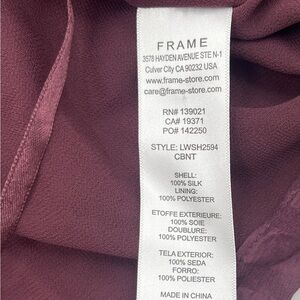 FRAME
3578 HAYDEN AVENUE STE N-1
Culver City CA 90232 USA
www.frame-store.com
care@frame-store.com
RN# 139021
CA# 19371
PO# 142250
STYLE: LWSH2594
CBNT
SHELL:
100% SILK
LINING:
100% POLYESTER
ETOFFE EXTERIEURE:
100% SOIE
DOUBLURE:
100% POLYESTER
TELA EXTERIOR:
100% SEDA
FORRO:
100% POLIESTER
MADE IN CHINA